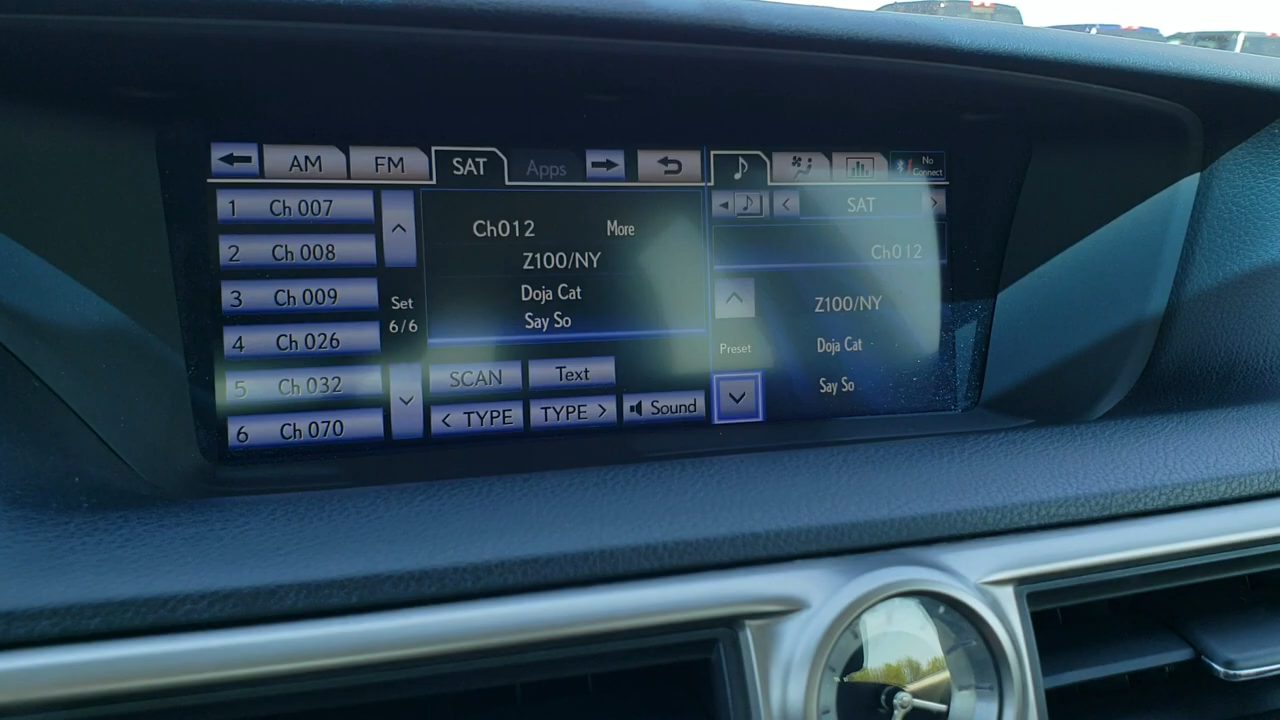 AM FM SAT Apps No Connect
1 Ch 007
2 Ch 008
3 Ch 009
4 Ch 026
5 Ch 032
6 Ch 070
Set
6/6
Ch012 More
Z100/NY
Doja Cat
Say So
SCAN Text
< TYPE TYPE > Sound
< SAT >
Ch012
Z100/NY
Preset
Doja Cat
Say So